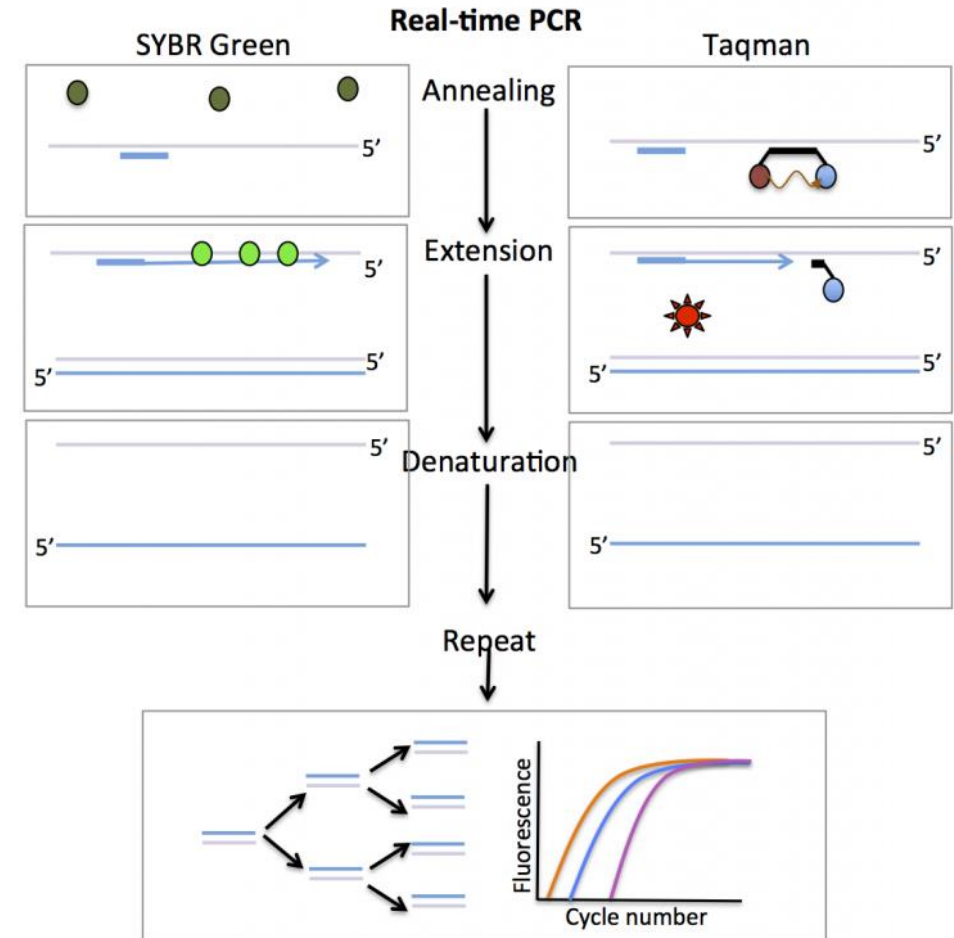 Real-time PCR
SYBR Green
Taqman
Annealing
5'
5'
Extension
5'
5'
5'
5'
5'
5'
Denaturation
5'
5'
5'
5'
Repeat
Fluorescence
Cycle number